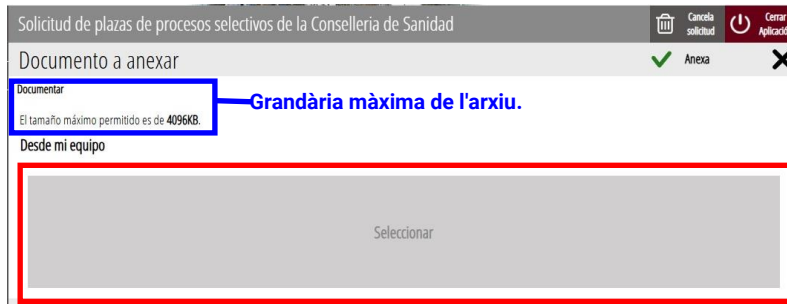 Solicitud de plazas de procesos selectivos de la Conselleria de Sanidad
Cancela
solicitud
Cerrar
Documento a anexar
Anexa
Documentar
Grandària màxima de l'arxiu.
El tamaño máximo permitido es de 4096KB.
Desde mi equipo
Seleccionar